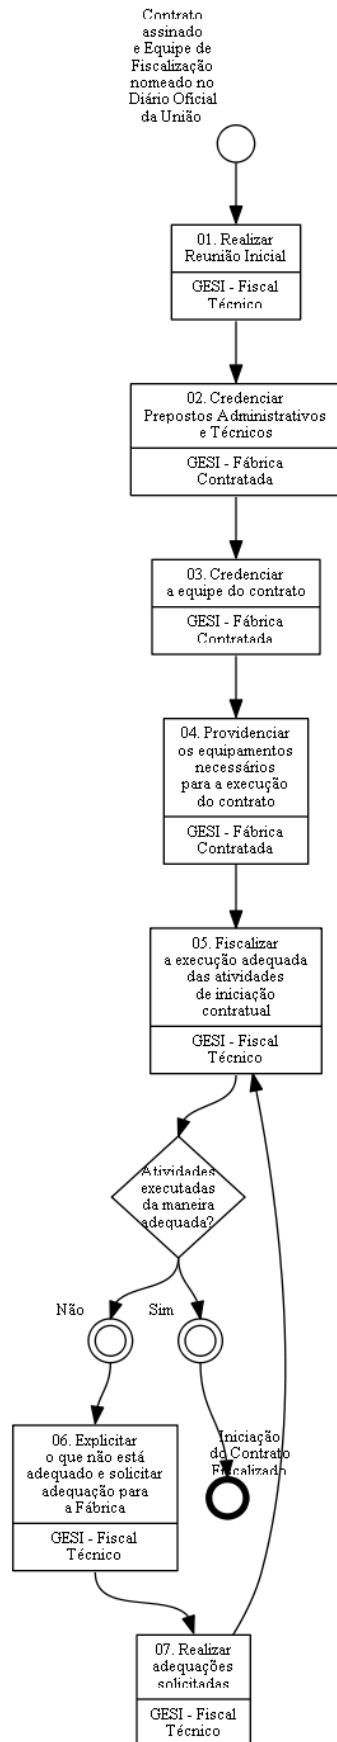 Contrato
assinado
e Equipe de
Fiscalização
nomeado no
Diário Oficial
da União
01. Realizar
Reunião Inicial
GESI - Fiscal
Técnico
02. Credenciar
Prepostos Administrativos
e Técnicos
GESI - Fábrica
Contratada
03. Credenciar
a equipe do contrato
GESI - Fábrica
Contratada
04. Providenciar
os equipamentos
necessários
para a execução
do contrato
GESI - Fábrica
Contratada
05. Fiscalizar
a execução adequada
das atividades
de iniciação
contratual
GESI - Fiscal
Técnico
Atividades
executadas
da maneira
adequada?
Não
Sim
06. Explicitar
o que não está
adequado e solicitar
adequação para
a Fábrica
GESI - Fiscal
Técnico
Iniciação
do Contrato
Fiscalizado
07. Realizar
adequações
solicitadas
GESI - Fiscal
Técnico